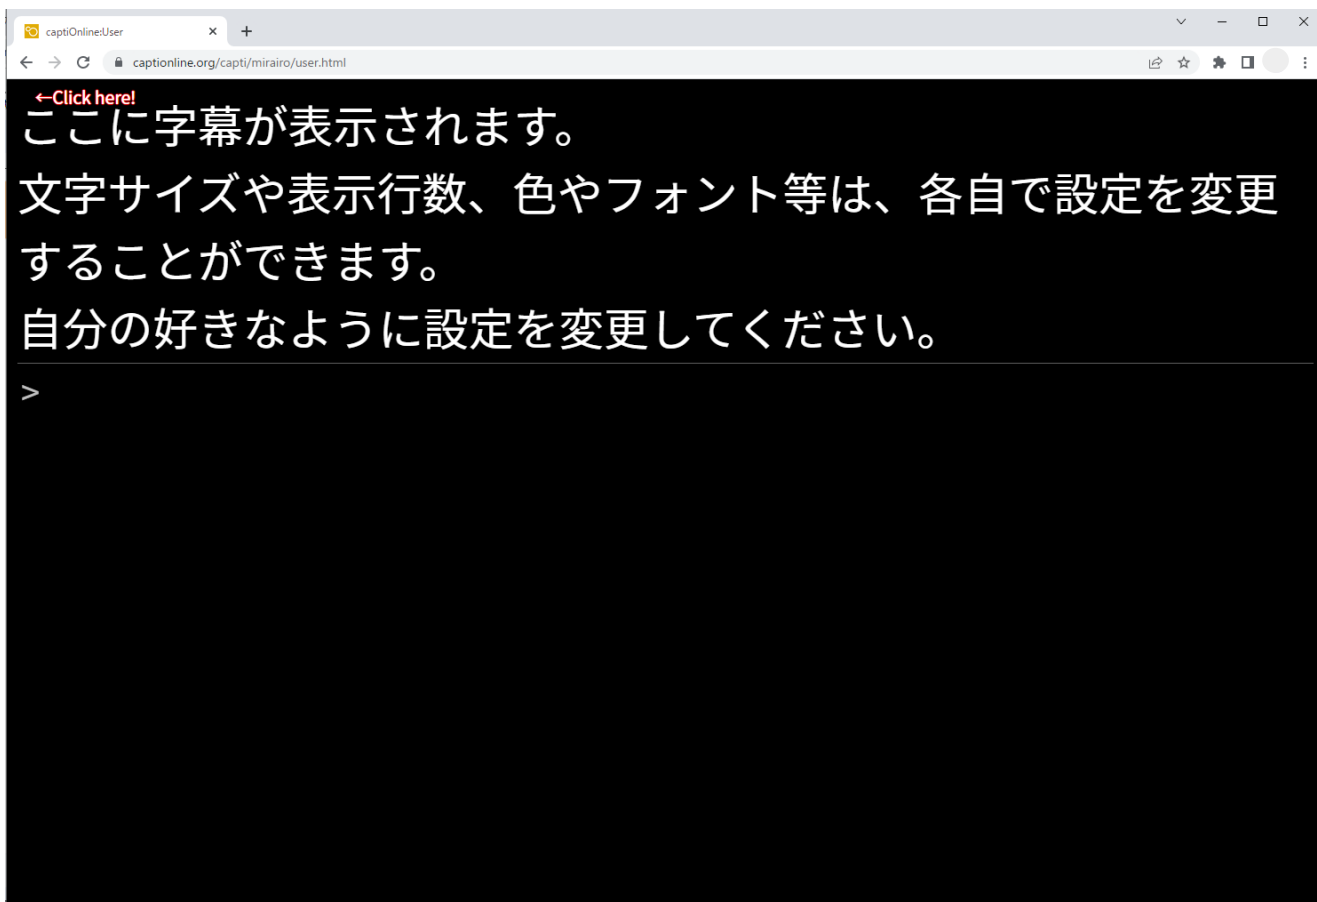 captiOnline:User
captionline.org/capti/mirairo/user.html
←Click here!
ここに字幕が表示されます。
文字サイズや表示行数、色やフォント等は、各自で設定を変更
することができます。
自分の好きなように設定を変更してください。
>